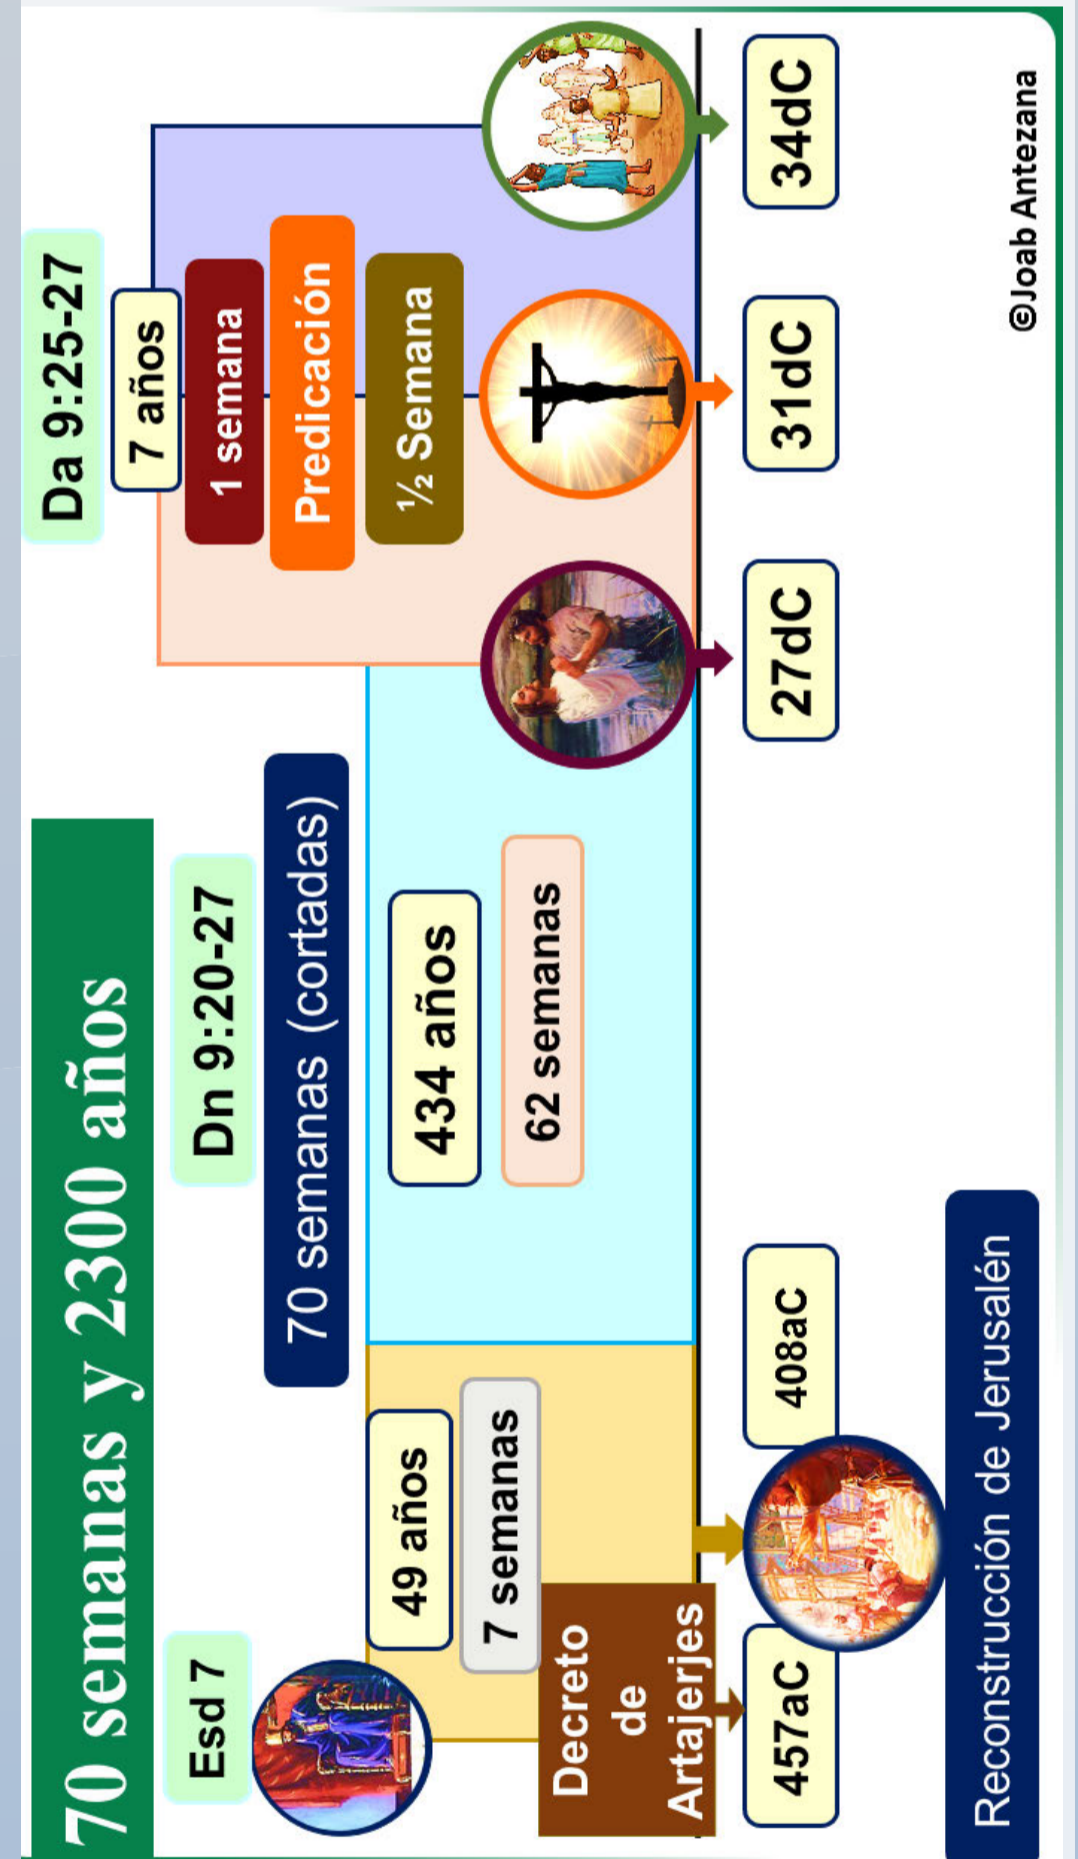 70 semanas y 2300 años
Esd 7
Dn 9:20-27
Da 9:25-27
70 semanas (cortadas)
7 años
1 semana
Predicación
½ Semana
49 años
7 semanas
434 años
62 semanas
Decreto
de
Artajerjes
457aC
408aC
27dC
31dC
34dC
Reconstrucción de Jerusalén
©Joab Antezana